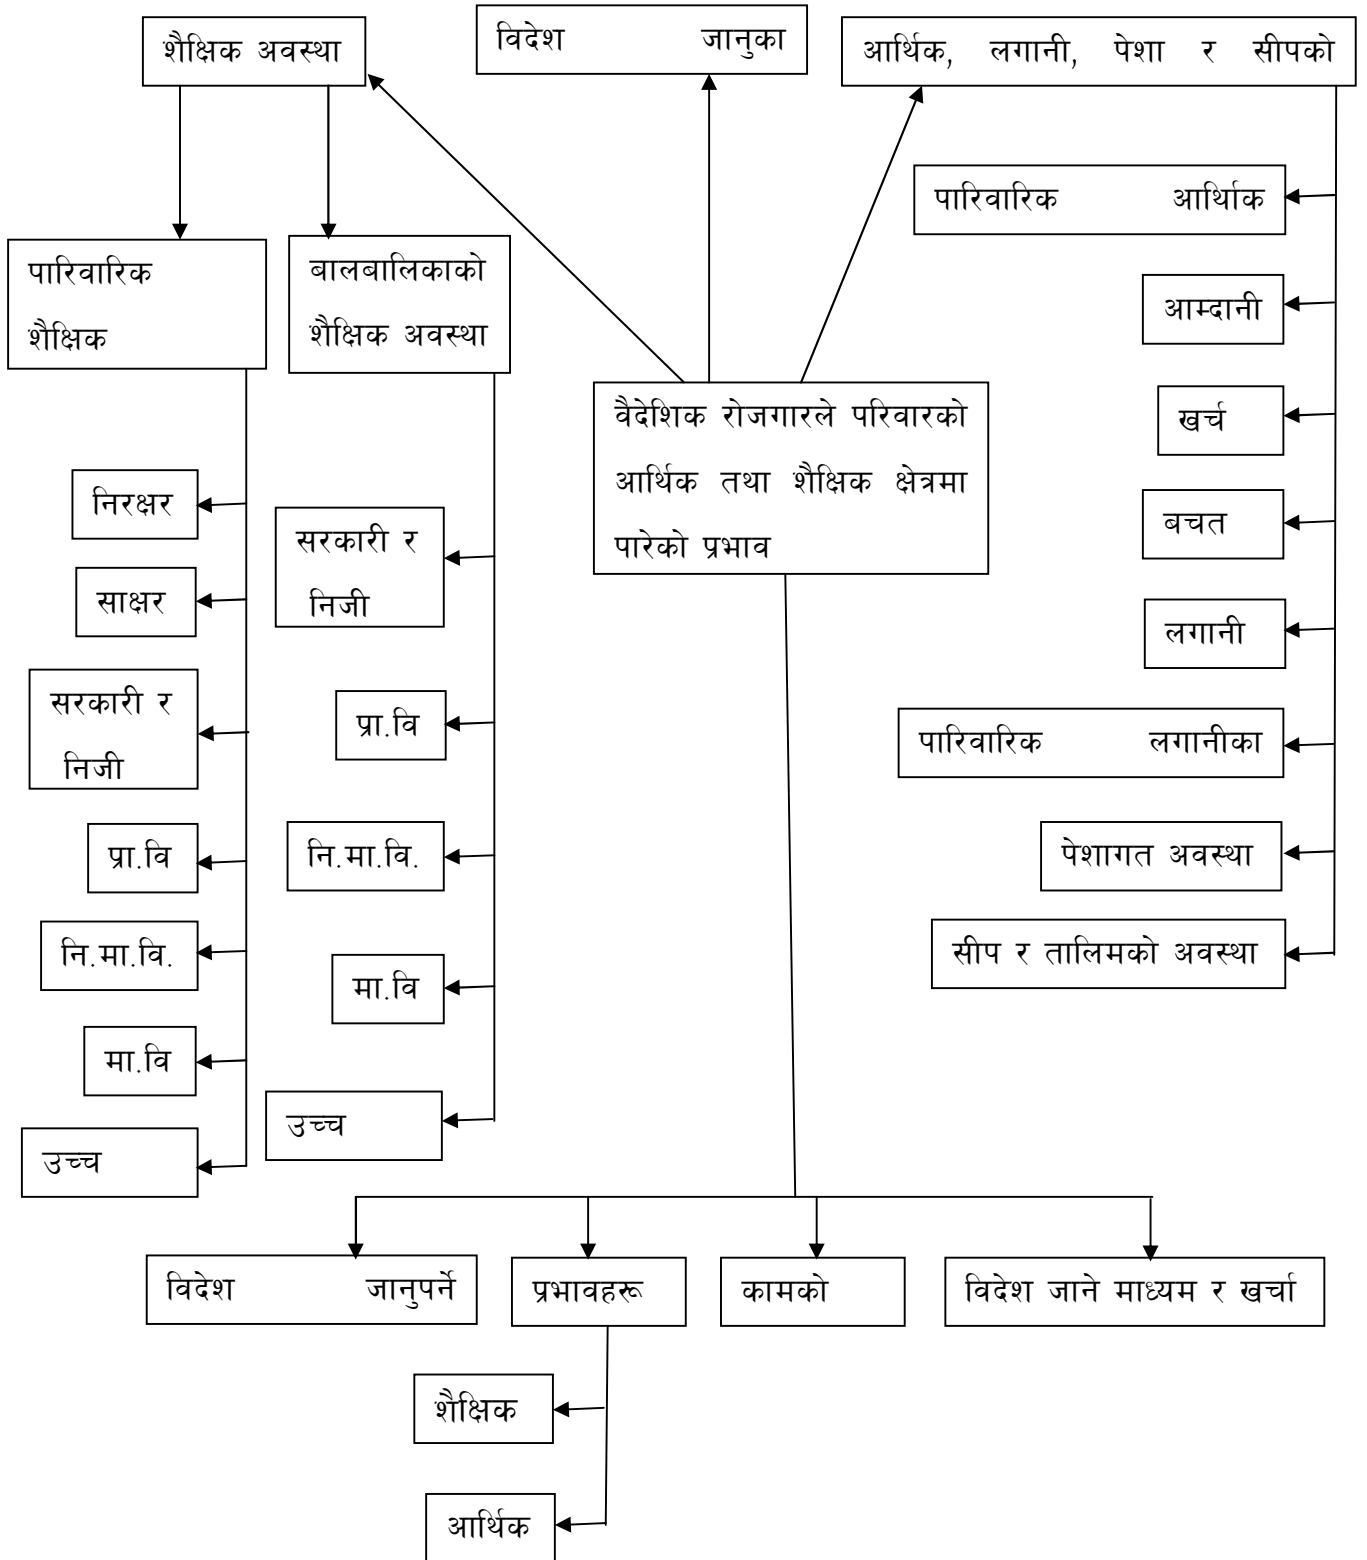 शैक्षिक अवस्था
विदेश जानुका
आर्थिक, लगानी, पेशा र सीपको
पारिवारिक
शैक्षिक
बालबालिकाको
शैक्षिक अवस्था
पारिवारिक आर्थिाक
आम्दानी
खर्च
बचत
लगानी
पारिवारिक लगानीका
पेशागत अवस्था
सीप र तालिमको अवस्था
वैदेशिक रोजगारले परिवारको
आर्थिक तथा शैक्षिक क्षेत्रमा
पारेको प्रभाव
निरक्षर
साक्षर
सरकारी र
निजी
प्रा.वि
नि.मा.वि.
मा.वि
उच्च
सरकारी र
निजी
प्रा.वि
नि.मा.वि.
मा.वि
उच्च
विदेश जानुपर्ने
प्रभावहरू
कामको
विदेश जाने माध्यम र खर्चा
शैक्षिक
आर्थिक